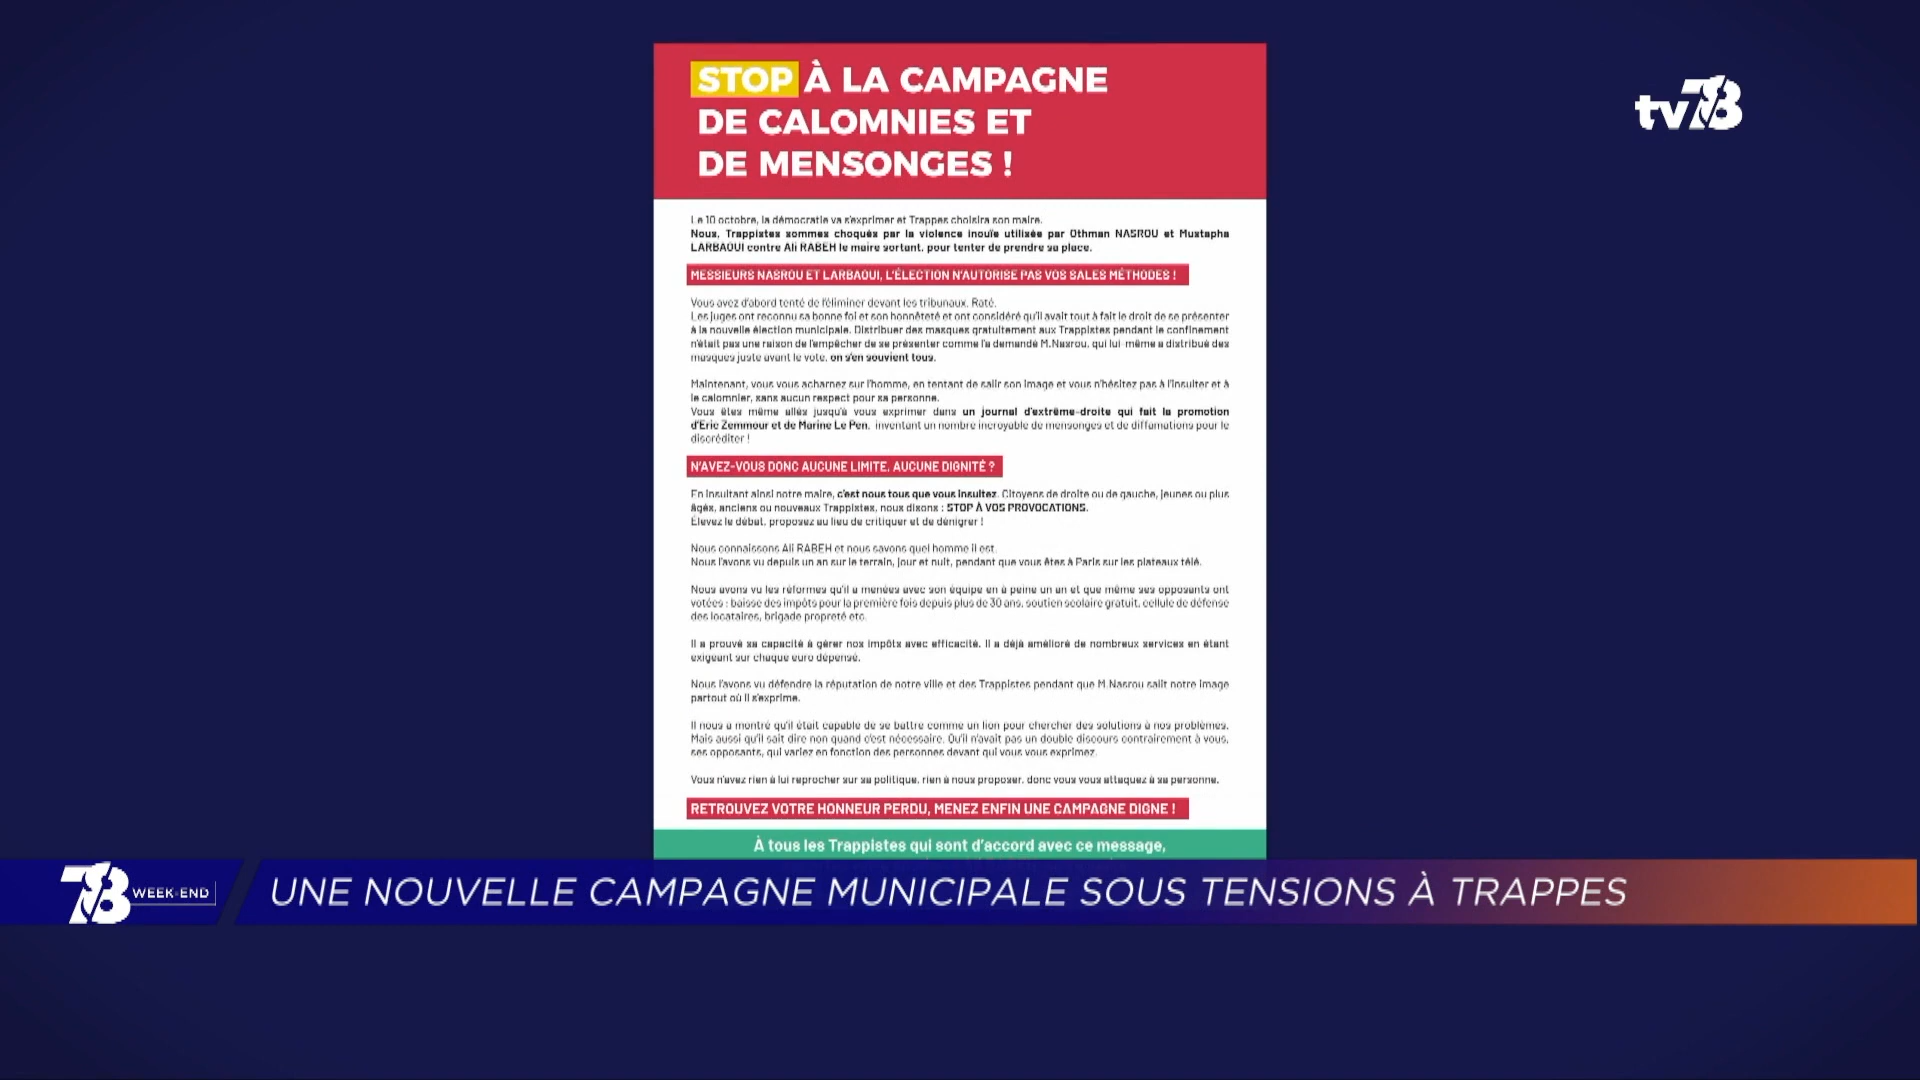 STOP À LA CAMPAGNE
DE CALOMNIES ET
DE MENSONGES !
tv78
Le 10 octobre, la démocratie va s'exprimer et Trappes choisira son maire.
Nous, Trappistes sommes choqués par la violence inouïe utilisée par Othman NASROU et Mustapha
LARBAOUI contre Ali RABEH le maire sortant, pour tenter de prendre sa place.
MESSIEURS NASROU ET LARBAOUI, L'ÉLECTION N'AUTORISE PAS VOS SALES MÉTHODES !
Vous avez d'abord tenté de l'éliminer devant les tribunaux. Raté.
Les juges ont reconnu sa bonne foi et son honnêteté et ont considéré qu'il avait tout à fait le droit de se présenter
à la nouvelle élection municipale. Distribuer des masques gratuitement aux Trappistes pendant le confinement
n'était pas une raison de l'empêcher de se présenter comme l'a demandé M.Nasrou, qui lui-même a distribué des
masques juste avant le vote, on s'en souvient tous.
Maintenant, vous vous acharnez sur l'homme, en tentant de salir son image et vous n'hésitez pas à l'insulter et à
le calomnier, sans aucun respect pour sa personne.
Vous êtes même allés jusqu'à vous exprimer dans un journal d'extrême-droite qui fait la promotion
d'Eric Zemmour et de Marine Le Pen, inventant un nombre incroyable de mensonges et de diffamations pour le
discréditer !
N'AVEZ-VOUS DONC AUCUNE LIMITE, AUCUNE DIGNITÉ ?
En insultant ainsi notre maire, c'est nous tous que vous insultez. Citoyens de droite ou de gauche, jeunes ou plus
âgés, anciens ou nouveaux Trappistes, nous disons : STOP À VOS PROVOCATIONS.
Élevez le débat, proposez au lieu de critiquer et de dénigrer !
Nous connaissons Ali RABEH et nous savons quel homme il est.
Nous l'avons vu depuis un an sur le terrain, jour et nuit, pendant que vous êtes à Paris sur les plateaux télé.
Nous avons vu les réformes qu'il a menées avec son équipe en à peine un an et que même ses opposants ont
votées : baisse des impôts pour la première fois depuis plus de 30 ans, soutien scolaire gratuit, cellule de défense
des locataires, brigade propreté etc.
Il a prouvé sa capacité à gérer nos impôts avec efficacité. Il a déjà amélioré de nombreux services en étant
exigeant sur chaque euro dépensé.
Nous l'avons vu défendre la réputation de notre ville et des Trappistes pendant que M.Nasrou salit notre image
partout où il s'exprime.
Il nous a montré qu'il était capable de se battre comme un lion pour chercher des solutions à nos problèmes.
Mais aussi qu'il sait dire non quand c'est nécessaire. Qu'il n'avait pas un double discours contrairement à vous,
ses opposants, qui variez en fonction des personnes devant qui vous vous exprimez.
Vous n'avez rien à lui reprocher sur sa politique, rien à nous proposer, donc vous vous attaquez à sa personne.
RETROUVEZ VOTRE HONNEUR PERDU, MENEZ ENFIN UNE CAMPAGNE DIGNE !
À tous les Trappistes qui sont d'accord avec ce message,
78 WEEK-END
UNE NOUVELLE CAMPAGNE MUNICIPALE SOUS TENSIONS À TRAPPES